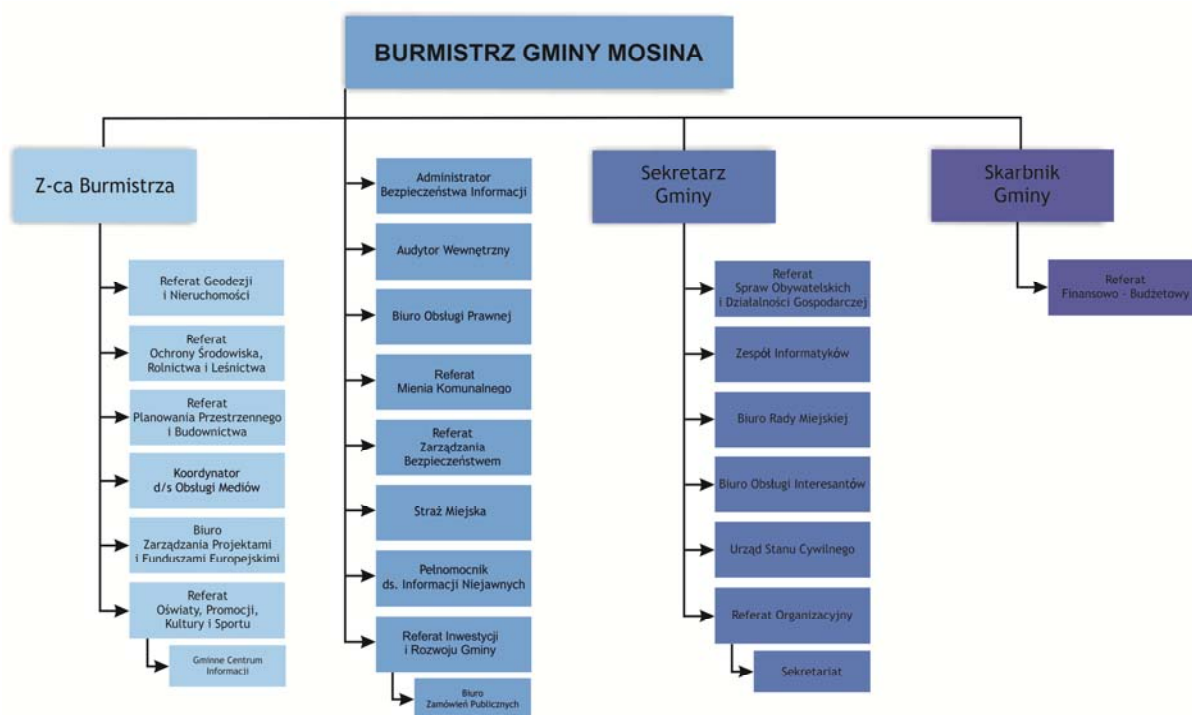 BURMISTRZ GMINY MOSINA
Z-ca Burmistrza
Referat Geodezji
i Nieruchomości
Referat
Ochrony Środowiska,
Rolnictwa i Leśnictwa
Referat
Planowania Przestrzennego
i Budownictwa
Koordynator
d/s Obsługi Mediów
Biuro
Zarządzania Projektami
i Funduszami Europejskimi
Referat
Oświaty, Promocji,
Kultury i Sportu
Gminne Centrum
Informacji
Administrator
Bezpieczeństwa Informacji
Audytor Wewnętrzny
Biuro Obsługi Prawnej
Referat
Mienia Komunalnego
Referat
Zarządzania
Bezpieczeństwem
Straż Miejska
Pełnomocnik
ds. Informacji Niejawnych
Referat Inwestycji
i Rozwoju Gminy
Biuro
Zamówień Publicznych
Sekretarz
Gminy
Referat
Spraw Obywatelskich
i Działalności Gospodarczej
Zespół Informatyków
Biuro Rady Miejskiej
Biuro Obsługi Interesantów
Urząd Stanu Cywilnego
Referat Organizacyjny
Sekretariat
Skarbnik
Gminy
Referat
Finansowo - Budżetowy